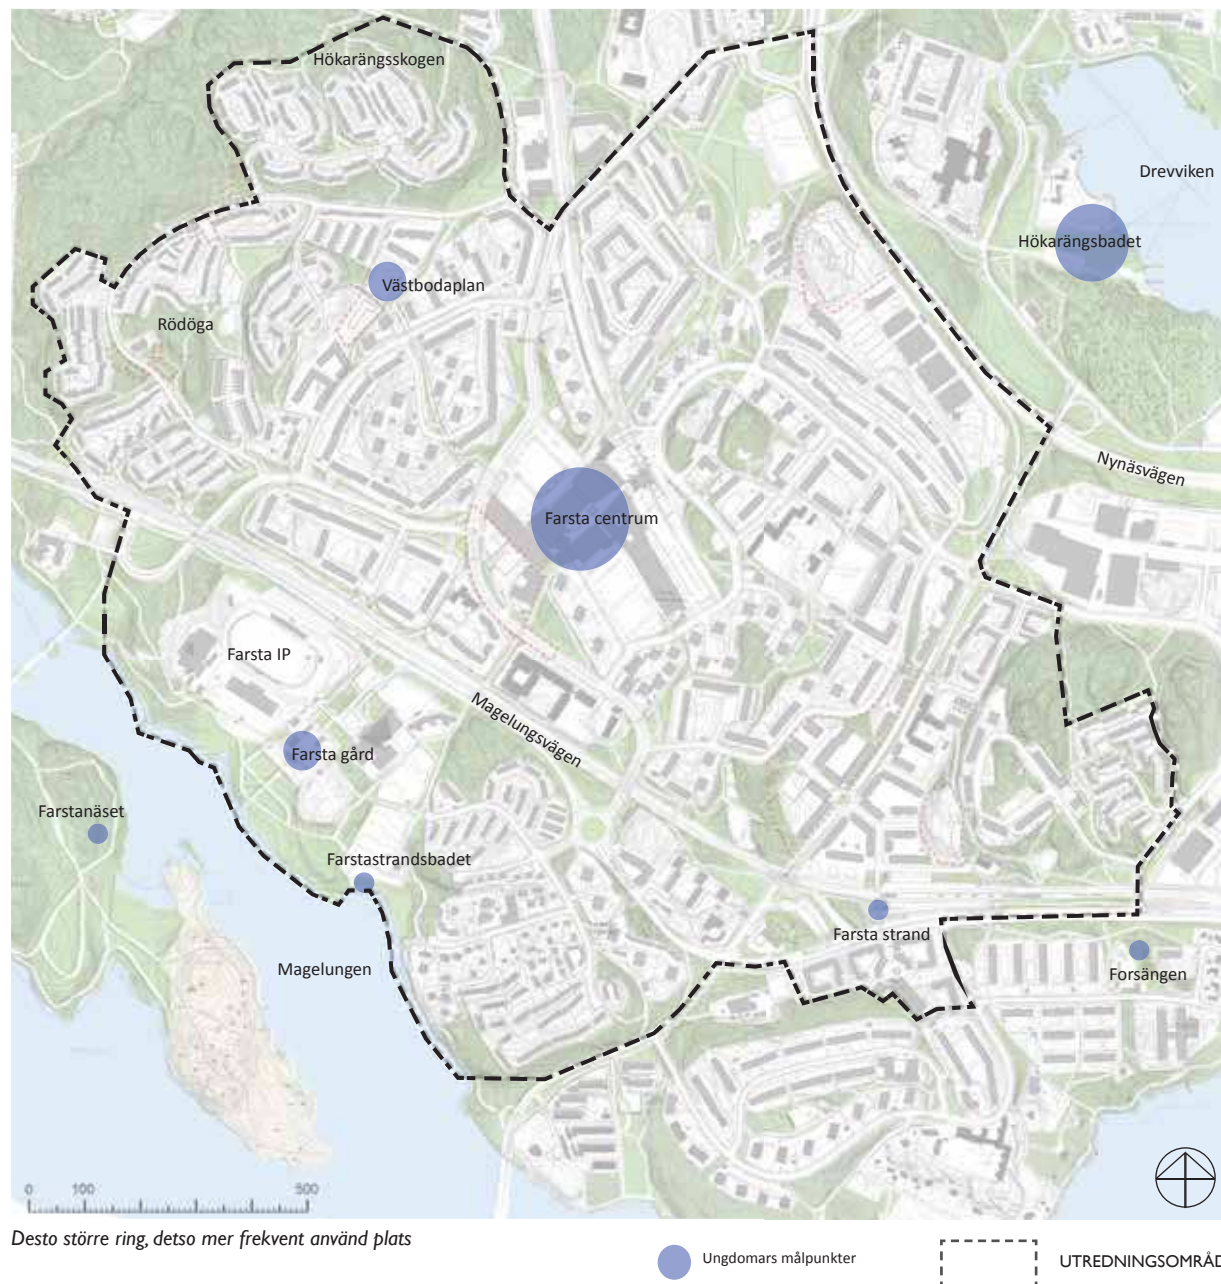 Hökarängsskogen
Drevviken
Hökarängsbadet
Västbodaplan
Rödöga
Nynäsvägen
Farsta centrum
Farsta IP
Magelungsvägen
Farsta gård
Farstanäset
Farstastrandsbadet
Farsta strand
Magelungen
Forsängen
0 100 500
Desto större ring, detso mer frekvent använd plats
Ungdomars målpunkter
UTREDNINGSOMRÅD